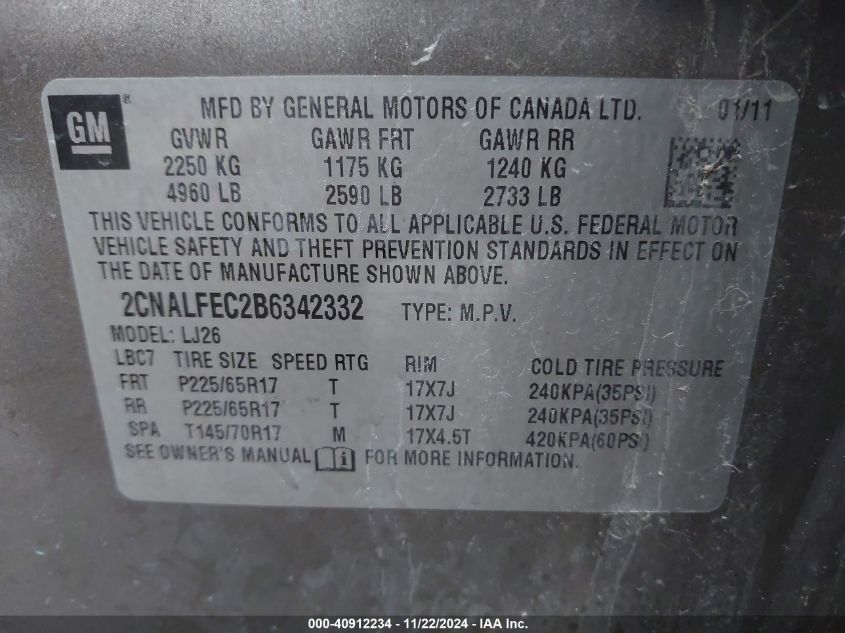 GM®
MFD BY GENERAL MOTORS OF CANADA LTD. 01/11
GVWR GAWR FRT GAWR RR
2250 KG 1175 KG 1240 KG
4960 LB 2590 LB 2733 LB
THIS VEHICLE CONFORMS TO ALL APPLICABLE U.S. FEDERAL MOTOR
VEHICLE SAFETY AND THEFT PREVENTION STANDARDS IN EFFECT ON
THE DATE OF MANUFACTURE SHOWN ABOVE.
2CNALFEC2B6342332 TYPE: M.P.V.
MODEL: LJ26
LBC7 TIRE SIZE SPEED RTG RIM COLD TIRE PRESSURE
FRT P225/65R17 T 17X7J 240KPA(35PSI)
RR P225/65R17 T 17X7J 240KPA(35PSI)
SPA T145/70R17 M 17X4.5T 420KPA(60PSI)
SEE OWNER'S MANUAL i FOR MORE INFORMATION.
000-40912234 - 11/22/2024 - IAA Inc.